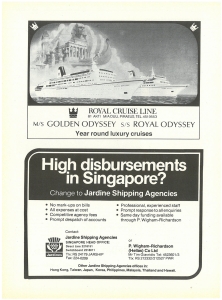 ROYAL CRUISE LINE
M/S GOLDEN ODYSSEY S/S ROYAL ODYSSEY
Year round luxury cruises
High disbursements
in Singapore?
Change to Jardine Shipping Agencies
• No mark-ups on bills
• All expenses at cost
• Competitive agency fees
• Prompt despatch of accounts
• Professional, experienced staff
• Prompt response to all enquiries
• Same day funding available
through P. Wigham-Richardson
Contact:
Jardine Shipping Agencies
SINGAPORE HEAD OFFICE:
or
P. Wigham-Richardson
(Hellas) Co Ltd
Other Jardine Shipping Agencies offices in:
Hong Kong, Taiwan, Japan, Korea, Philippines, Malaysia, Thailand and Hawaii.